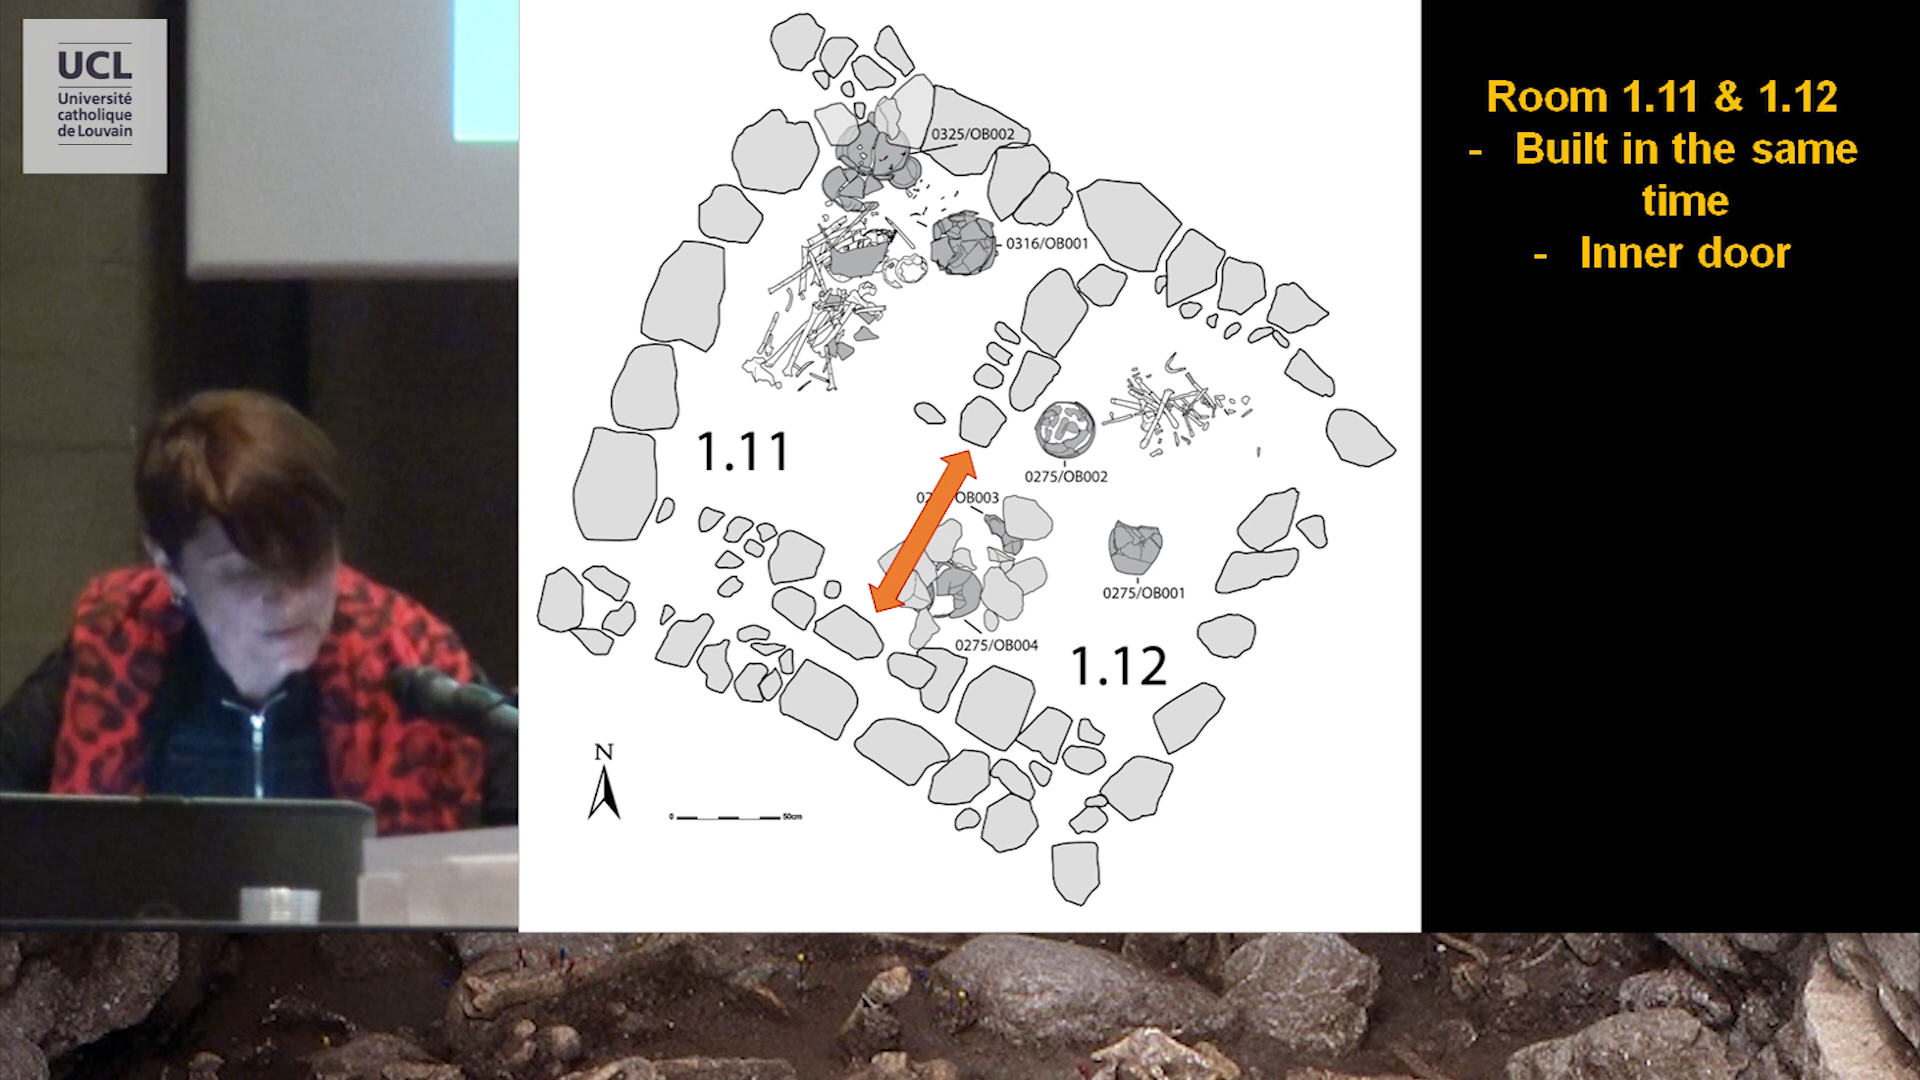 UCL
Université
catholique
de Louvain
Room 1.11 & 1.12
- Built in the same
time
- Inner door
0325/OB002
0316/OB001
1.11
0275/OB002
OB003
0275/OB001
0275/OB004
1.12
N
0
50cm